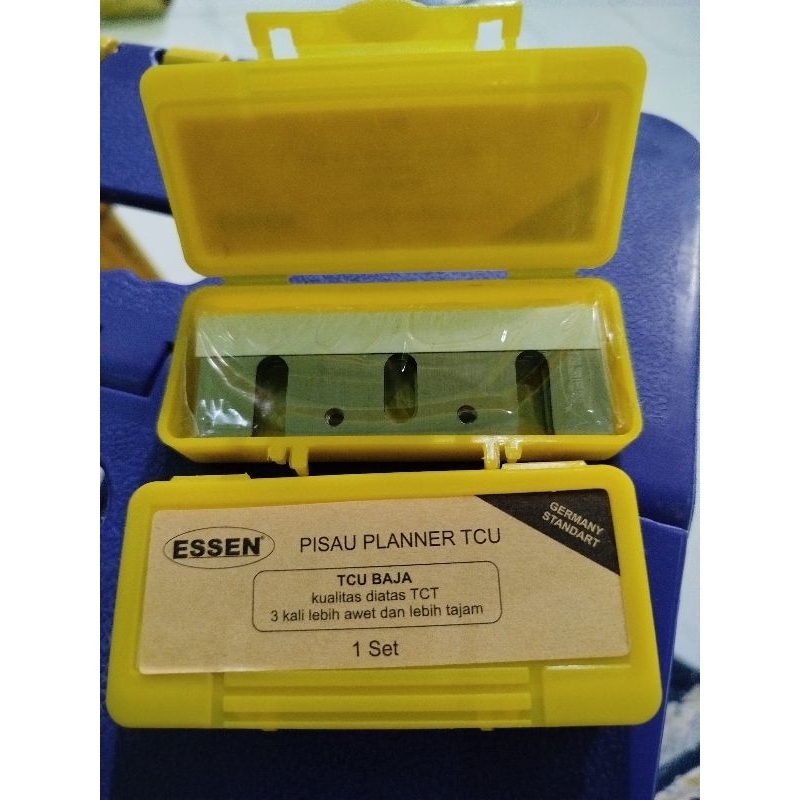 ESSEN®
PISAU PLANNER TCU
GERMANY
STANDART
TCU BAJA
kualitas diatas TCT
3 kali lebih awet dan lebih tajam
1 Set